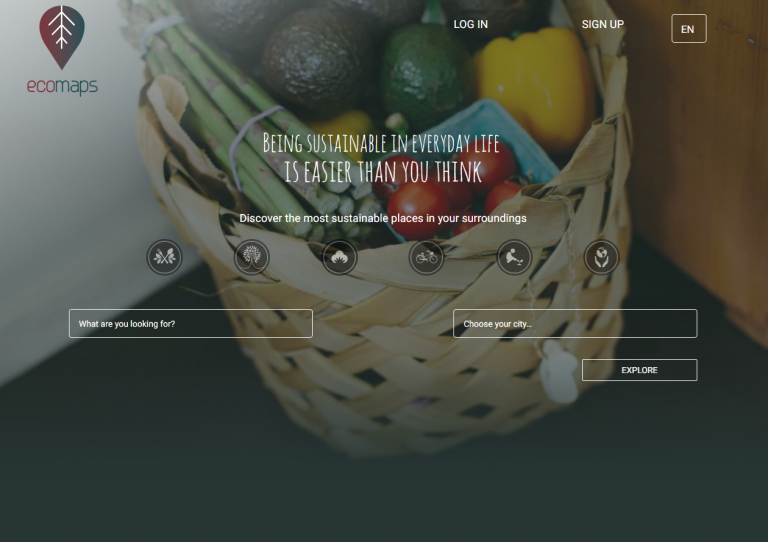 LOG IN
SIGN UP
EN
ecomaps
BEING SUSTAINABLE IN EVERYDAY LIFE
IS EASIER THAN YOU THINK
Discover the most sustainable places in your surroundings
What are you looking for?
Choose your city...
EXPLORE